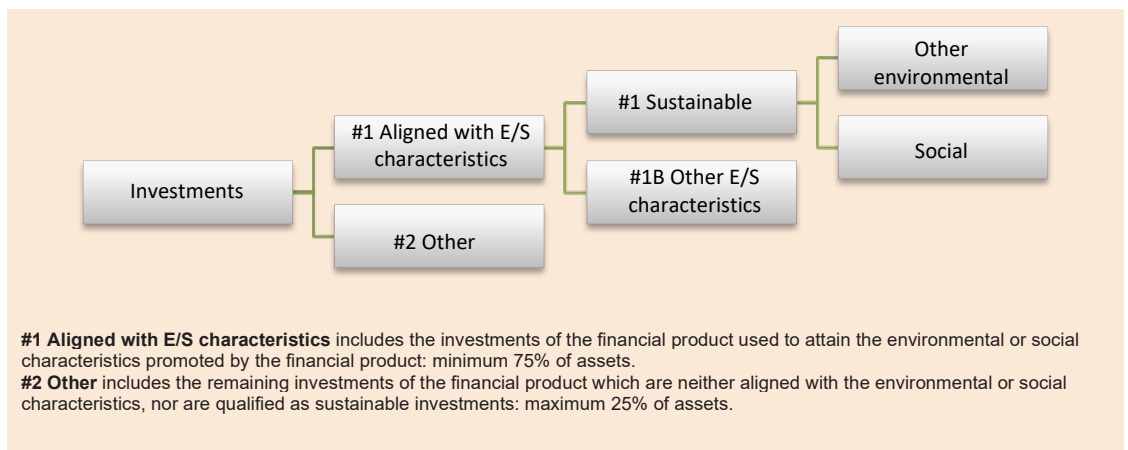 Investments
#1 Aligned with E/S
characteristics
#2 Other
#1 Sustainable
#1B Other E/S
characteristics
Other
environmental
Social
#1 Aligned with E/S characteristics includes the investments of the financial product used to attain the environmental or social
characteristics promoted by the financial product: minimum 75% of assets.
#2 Other includes the remaining investments of the financial product which are neither aligned with the environmental or social
characteristics, nor are qualified as sustainable investments: maximum 25% of assets.